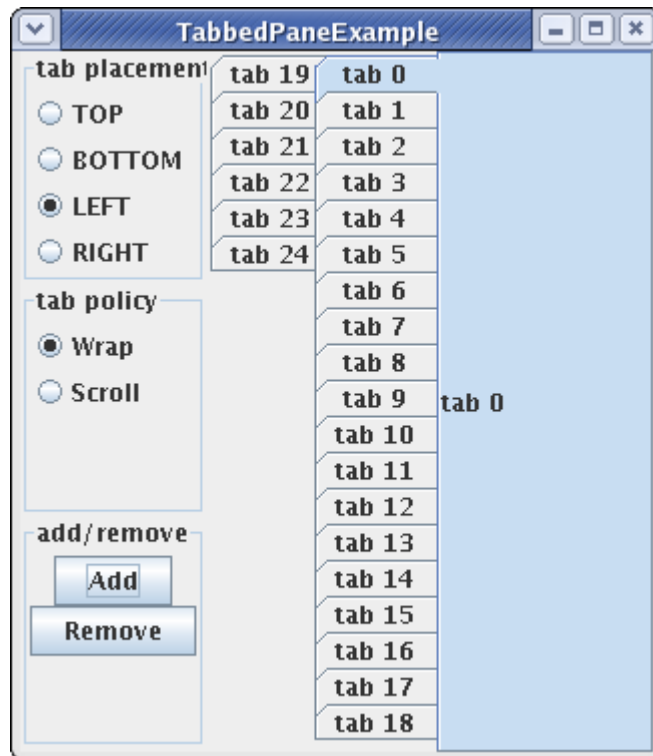 TabbedPaneExample
tab placement
TOP
BOTTOM
LEFT
RIGHT
tab policy
Wrap
Scroll
add/remove
Add
Remove
tab 19
tab 20
tab 21
tab 22
tab 23
tab 24
tab 0
tab 1
tab 2
tab 3
tab 4
tab 5
tab 6
tab 7
tab 8
tab 9
tab 10
tab 11
tab 12
tab 13
tab 14
tab 15
tab 16
tab 17
tab 18
tab 0